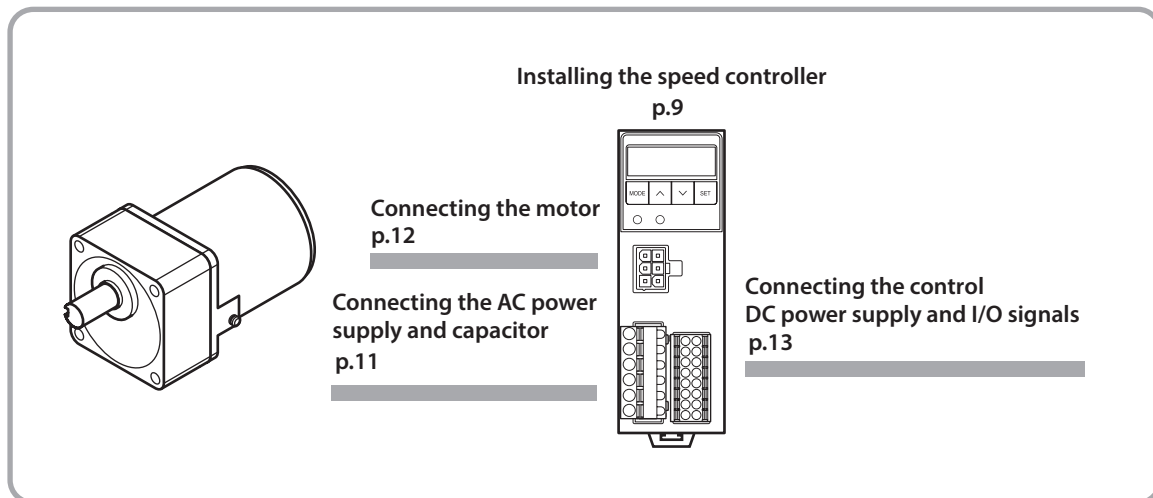 Installing the speed controller
p.9
MODE
SET
Connecting the motor
p.12
Connecting the AC power
supply and capacitor
p.11
Connecting the control
DC power supply and I/O signals
p.13